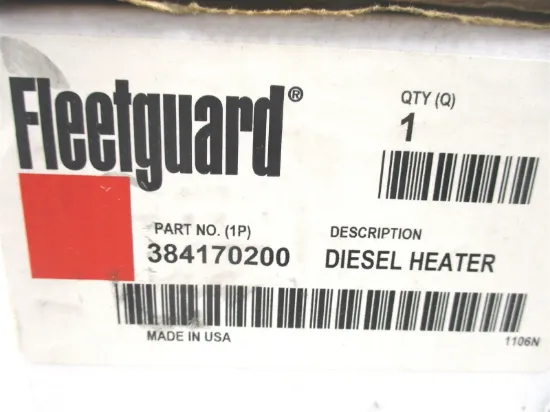 Fleetguard®
QTY (Q)
1
PART NO. (1P)
384170200
DESCRIPTION
DIESEL HEATER
MADE IN USA
1106N